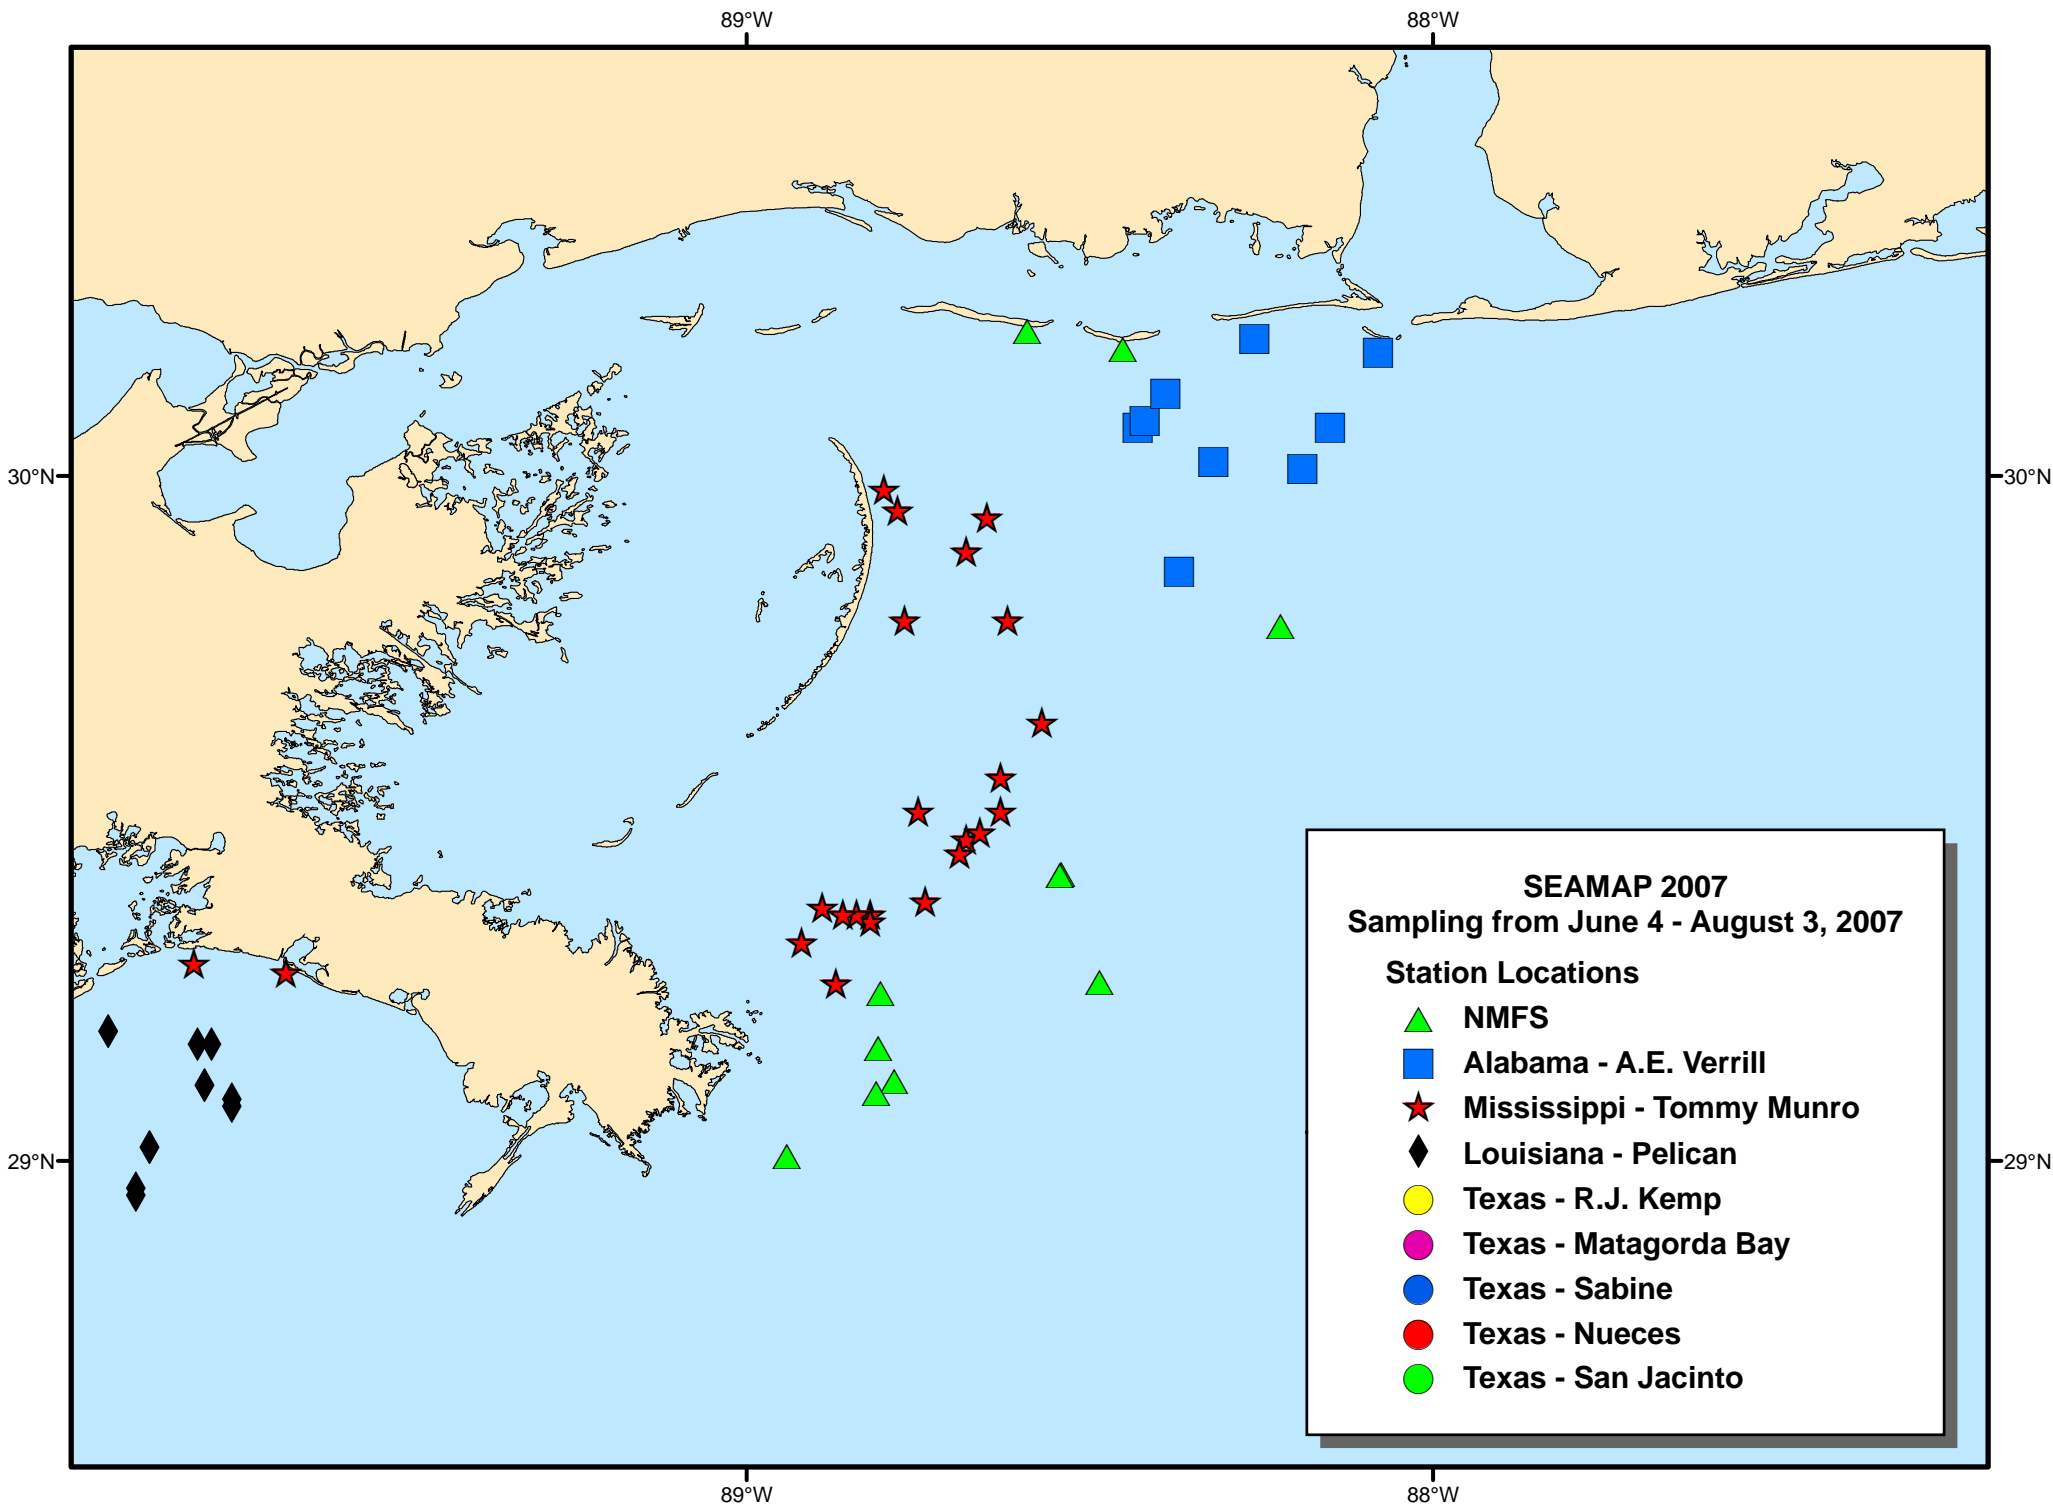 89°W 88°W
30°N 30°N
SEAMAP 2007
Sampling from June 4 - August 3, 2007
Station Locations
NMFS
Alabama - A.E. Verrill
Mississippi - Tommy Munro
Louisiana - Pelican
29°N 29°N
Texas - R.J. Kemp
Texas - Matagorda Bay
Texas - Sabine
Texas - Nueces
Texas - San Jacinto
89°W 88°W